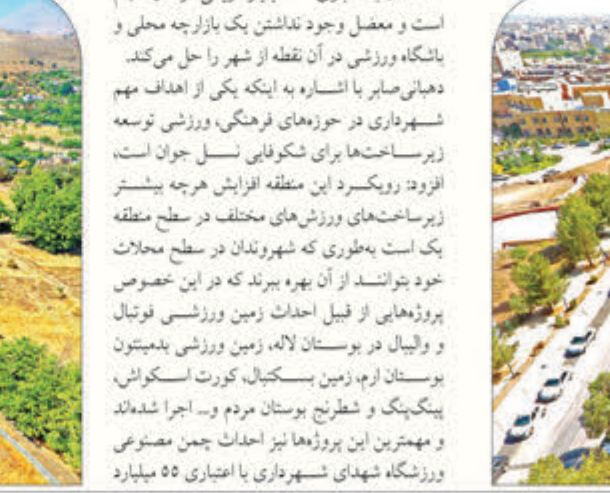 است و معضل وجود نداشتن یک بازارچه محلی و
باشگاه ورزشی در آن نقطه از شهر را حل می‌کند.
دهبانی‌صابر با اشاره به اینکه یکی از اهداف مهم
شهرداری در حوزه‌های فرهنگی، ورزشی توسعه
زیرساخت‌ها برای شکوفایی نسل جوان است،
افزود: رویکرد این منطقه افزایش هرچه بیشتر
زیرساخت‌های ورزش‌های مختلف در سطح منطقه
یک است به‌طوری که شهروندان در سطح محلات
خود بتوانند از آن بهره ببرند که در این خصوص
پروژه‌هایی از قبیل احداث زمین ورزشی فوتبال
و والیبال در بوستان لاله، زمین ورزشی بدمینتون
بوستان ارم، زمین بسکتبال، کورت اسکواش،
پینگ‌پنگ و شطرنج بوستان مردم و... اجرا شده‌اند
و مهمترین این پروژه‌ها نیز احداث چمن مصنوعی
ورزشگاه شهدای شهرداری با اعتباری ۵۵ میلیارد